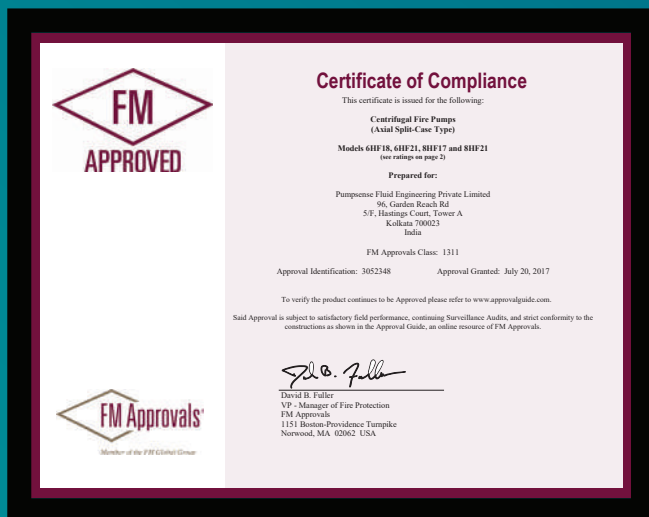 FM
APPROVED
Certificate of Compliance
This certificate is issued for the following:
Centrifugal Fire Pumps
(Axial Split-Case Type)
Models 6HF18, 6HF21, 8HF17 and 8HF21
(see ratings on page 2)
Prepared for:
Pumpsense Fluid Engineering Private Limited
96, Garden Reach Rd
5/F, Hastings Court, Tower A
Kolkata 700023
India
FM Approvals Class: 1311
Approval Identification: 3052348 Approval Granted: July 20, 2017
To verify the product continues to be Approved please refer to www.approvalguide.com.
Said Approval is subject to satisfactory field performance, continuing Surveillance Audits, and strict conformity to the
constructions as shown in the Approval Guide, an online resource of FM Approvals.
David B. Fuller
David B. Fuller
VP - Manager of Fire Protection
FM Approvals
1151 Boston-Providence Turnpike
Norwood, MA 02062 USA
FM Approvals
Member of the FM Global Group